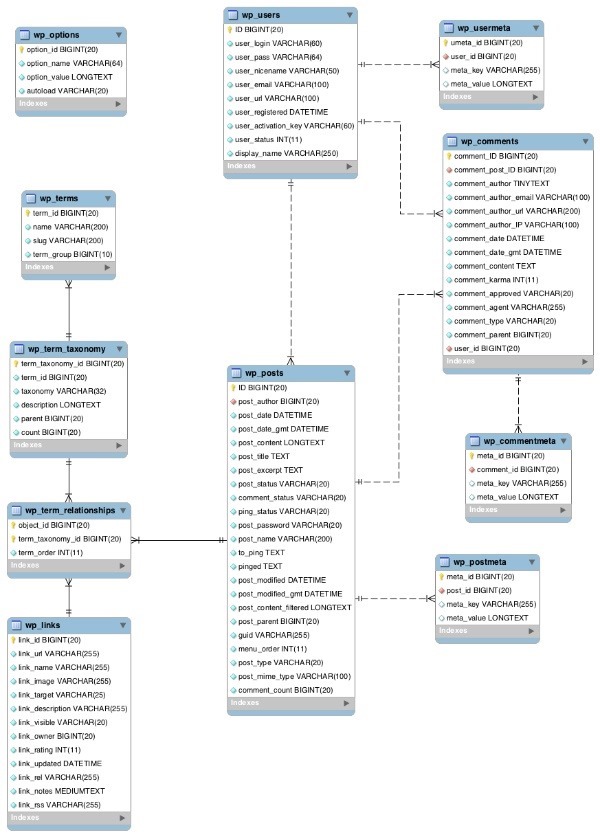 wp_options
option_id BIGINT(20)
option_name VARCHAR(64)
option_value LONGTEXT
autoload VARCHAR(20)
Indexes
wp_users
ID BIGINT(20)
user_login VARCHAR(60)
user_pass VARCHAR(64)
user_nicename VARCHAR(50)
user_email VARCHAR(100)
user_url VARCHAR(100)
user_registered DATETIME
user_activation_key VARCHAR(60)
user_status INT(11)
display_name VARCHAR(250)
Indexes
wp_usermeta
umeta_id BIGINT(20)
user_id BIGINT(20)
meta_key VARCHAR(255)
meta_value LONGTEXT
Indexes
wp_comments
comment_ID BIGINT(20)
comment_post_ID BIGINT(20)
comment_author TINYTEXT
comment_author_email VARCHAR(100)
comment_author_url VARCHAR(200)
comment_author_IP VARCHAR(100)
comment_date DATETIME
comment_date_gmt DATETIME
comment_content TEXT
comment_karma INT(11)
comment_approved VARCHAR(20)
comment_agent VARCHAR(255)
comment_type VARCHAR(20)
comment_parent BIGINT(20)
user_id BIGINT(20)
Indexes
wp_terms
term_id BIGINT(20)
name VARCHAR(200)
slug VARCHAR(200)
term_group BIGINT(10)
Indexes
wp_term_taxonomy
term_taxonomy_id BIGINT(20)
term_id BIGINT(20)
taxonomy VARCHAR(32)
description LONGTEXT
parent BIGINT(20)
count BIGINT(20)
Indexes
wp_posts
ID BIGINT(20)
post_author BIGINT(20)
post_date DATETIME
post_date_gmt DATETIME
post_content LONGTEXT
post_title TEXT
post_excerpt TEXT
post_status VARCHAR(20)
comment_status VARCHAR(20)
ping_status VARCHAR(20)
post_password VARCHAR(20)
post_name VARCHAR(200)
to_ping TEXT
pinged TEXT
post_modified DATETIME
post_modified_gmt DATETIME
post_content_filtered LONGTEXT
post_parent BIGINT(20)
guid VARCHAR(255)
menu_order INT(11)
post_type VARCHAR(20)
post_mime_type VARCHAR(100)
comment_count BIGINT(20)
Indexes
wp_commentmeta
meta_id BIGINT(20)
comment_id BIGINT(20)
meta_key VARCHAR(255)
meta_value LONGTEXT
Indexes
wp_term_relationships
object_id BIGINT(20)
term_taxonomy_id BIGINT(20)
term_order INT(11)
Indexes
wp_postmeta
meta_id BIGINT(20)
post_id BIGINT(20)
meta_key VARCHAR(255)
meta_value LONGTEXT
Indexes
wp_links
link_id BIGINT(20)
link_url VARCHAR(255)
link_name VARCHAR(255)
link_image VARCHAR(255)
link_target VARCHAR(25)
link_description VARCHAR(255)
link_visible VARCHAR(20)
link_owner BIGINT(20)
link_rating INT(11)
link_updated DATETIME
link_rel VARCHAR(255)
link_notes MEDIUMTEXT
link_rss VARCHAR(255)
Indexes